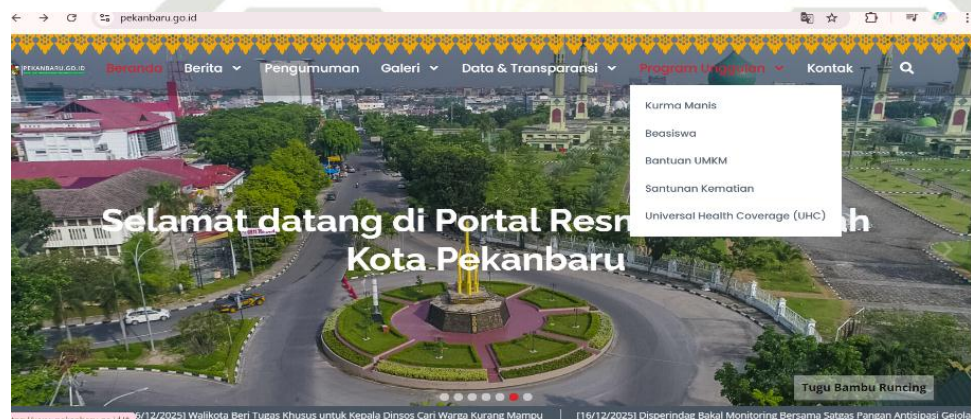 pekanbaru.go.id
PEKANBARU.GO.ID Beranda Berita Pengumuman Galeri Data & Transparansi Program Unggulan Kontak
Kurma Manis
Beasiswa
Bantuan UMKM
Santunan Kematian
Universal Health Coverage (UHC)
Selamat datang di Portal Resm ah
Kota Pekanbaru
Tugu Bambu Runcing
6/12/2025] Walikota Beri Tugas Khusus untuk Kepala Dinsos Cari Warga Kurang Mampu [16/12/2025] Disperindag Bakal Monitoring Bersama Satgas Pangan Antisipasi Gejola